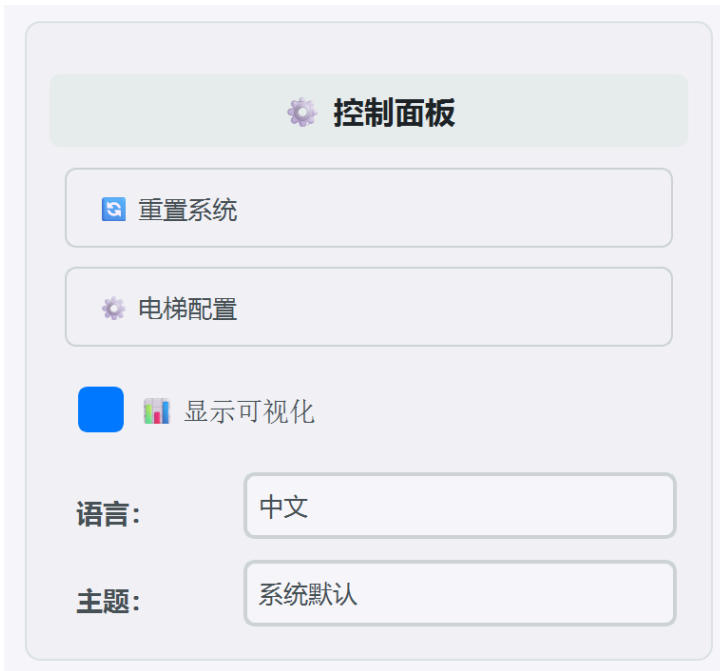 控制面板
重置系统
电梯配置
显示可视化
语言： 中文
主题： 系统默认